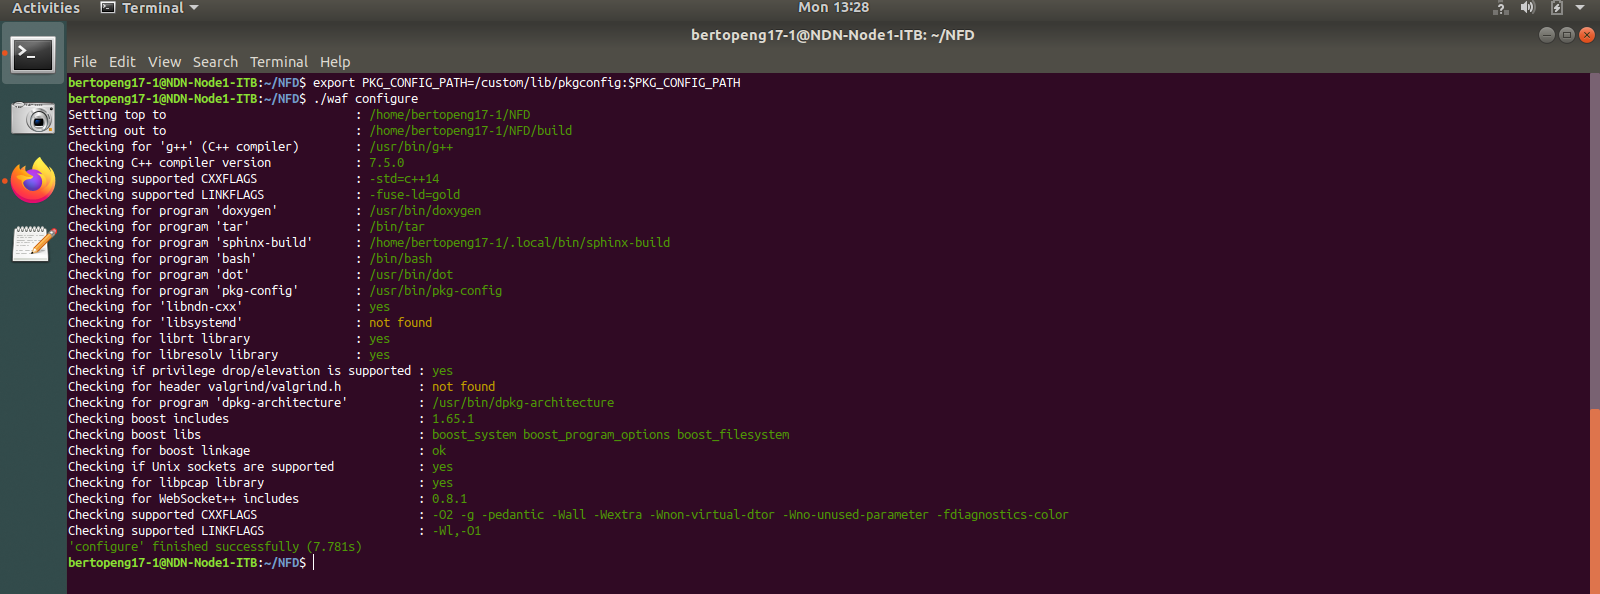 Activities Terminal Mon 13:28
bertopeng17-1@NDN-Node1-ITB: ~/NFD
File Edit View Search Terminal Help
bertopeng17-1@NDN-Node1-ITB:~/NFD$ export PKG_CONFIG_PATH=/custom/lib/pkgconfig:$PKG_CONFIG_PATH
bertopeng17-1@NDN-Node1-ITB:~/NFD$ ./waf configure
Setting top to : /home/bertopeng17-1/NFD
Setting out to : /home/bertopeng17-1/NFD/build
Checking for 'g++' (C++ compiler) : /usr/bin/g++
Checking C++ compiler version : 7.5.0
Checking supported CXXFLAGS : -std=c++14
Checking supported LINKFLAGS : -fuse-ld=gold
Checking for program 'doxygen' : /usr/bin/doxygen
Checking for program 'tar' : /bin/tar
Checking for program 'sphinx-build' : /home/bertopeng17-1/.local/bin/sphinx-build
Checking for program 'bash' : /bin/bash
Checking for program 'dot' : /usr/bin/dot
Checking for program 'pkg-config' : /usr/bin/pkg-config
Checking for 'libndn-cxx' : yes
Checking for 'libsystemd' : not found
Checking for librt library : yes
Checking for libresolv library : yes
Checking if privilege drop/elevation is supported : yes
Checking for header valgrind/valgrind.h : not found
Checking for program 'dpkg-architecture' : /usr/bin/dpkg-architecture
Checking boost includes : 1.65.1
Checking boost libs : boost_system boost_program_options boost_filesystem
Checking for boost linkage : ok
Checking if Unix sockets are supported : yes
Checking for libpcap library : yes
Checking for WebSocket++ includes : 0.8.1
Checking supported CXXFLAGS : -O2 -g -pedantic -Wall -Wextra -Wnon-virtual-dtor -Wno-unused-parameter -fdiagnostics-color
Checking supported LINKFLAGS : -Wl,-O1
'configure' finished successfully (7.781s)
bertopeng17-1@NDN-Node1-ITB:~/NFD$